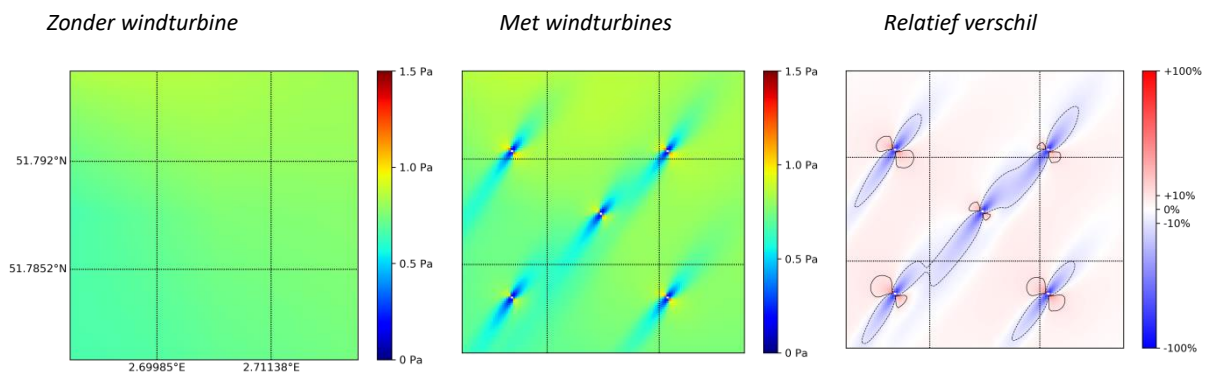 Zonder windturbine
Met windturbines
Relatief verschil
51.792°N
51.7852°N
2.69985°E
2.71138°E
1.5 Pa
1.0 Pa
0.5 Pa
0 Pa
1.5 Pa
1.0 Pa
0.5 Pa
0 Pa
+100%
+10%
0%
-10%
-100%